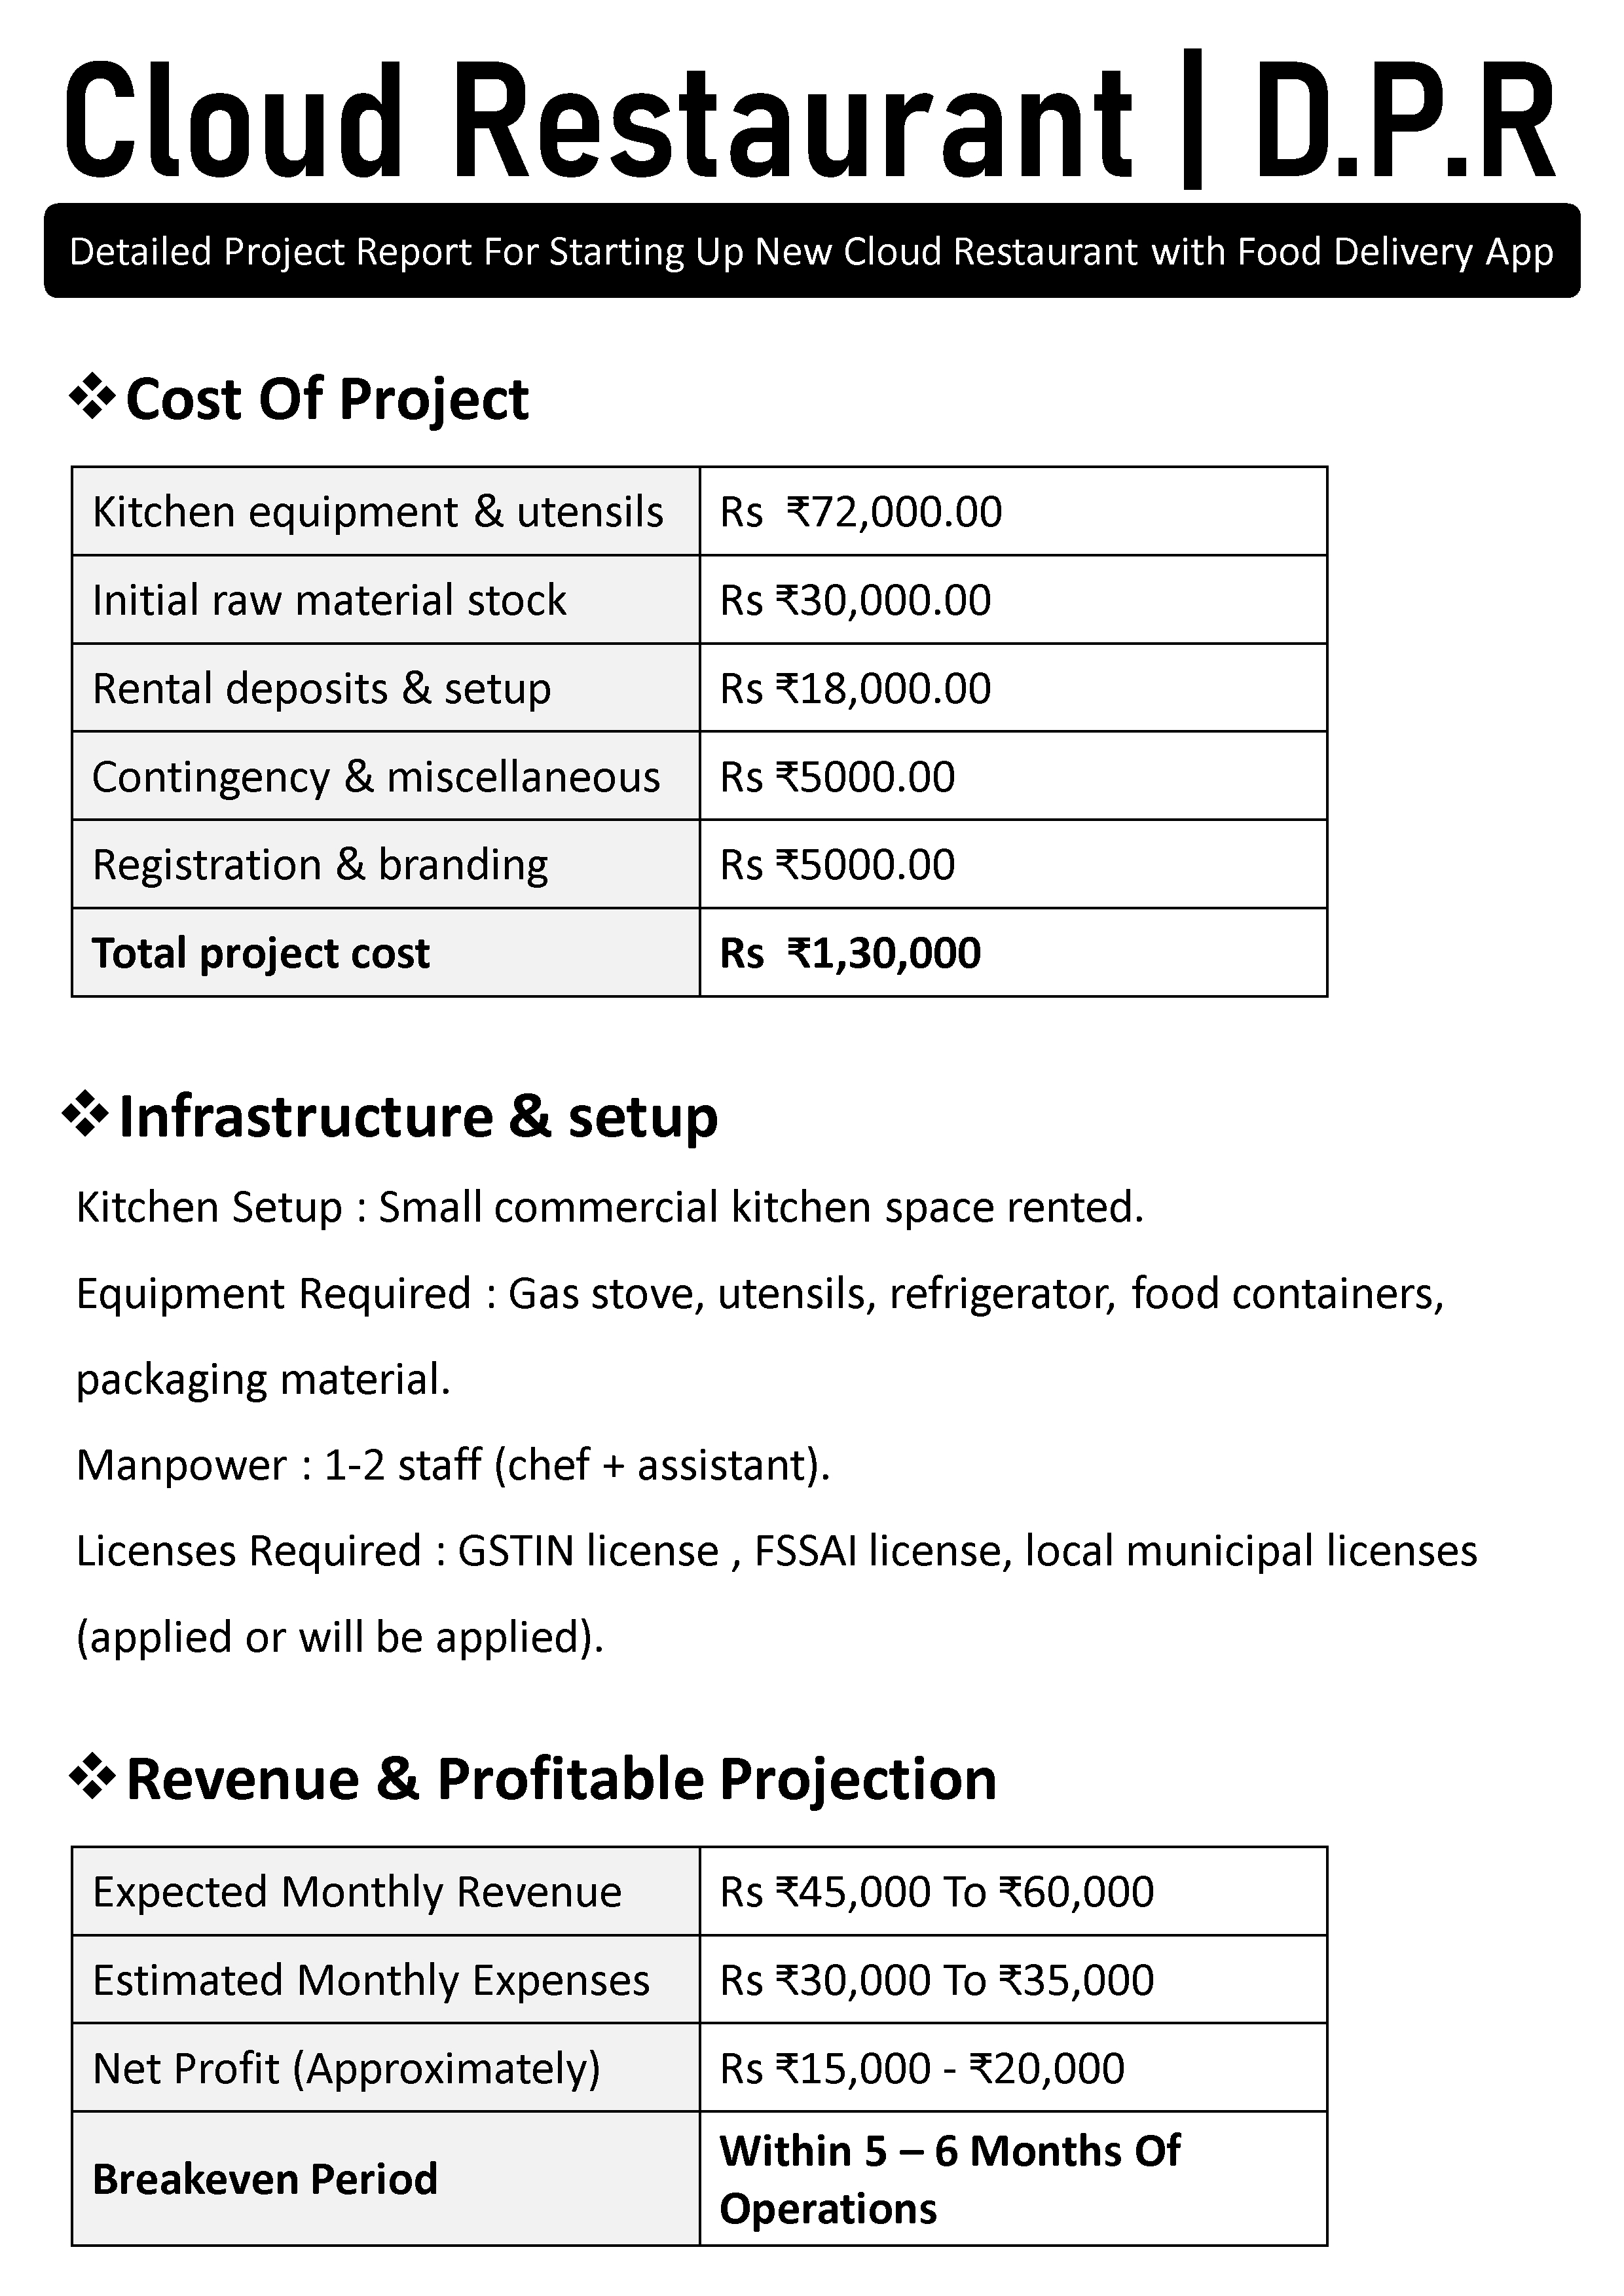 Cloud Restaurant | D.P.R
Detailed Project Report For Starting Up New Cloud Restaurant with Food Delivery App
❖ Cost Of Project
Kitchen equipment & utensils Rs ₹72,000.00
Initial raw material stock Rs ₹30,000.00
Rental deposits & setup Rs ₹18,000.00
Contingency & miscellaneous Rs ₹5000.00
Registration & branding Rs ₹5000.00
Total project cost Rs ₹1,30,000
❖ Infrastructure & setup
Kitchen Setup : Small commercial kitchen space rented.
Equipment Required : Gas stove, utensils, refrigerator, food containers,
packaging material.
Manpower : 1-2 staff (chef + assistant).
Licenses Required : GSTIN license , FSSAI license, local municipal licenses
(applied or will be applied).
❖ Revenue & Profitable Projection
Expected Monthly Revenue Rs ₹45,000 To ₹60,000
Estimated Monthly Expenses Rs ₹30,000 To ₹35,000
Net Profit (Approximately) Rs ₹15,000 - ₹20,000
Breakeven Period Within 5 – 6 Months Of
Operations